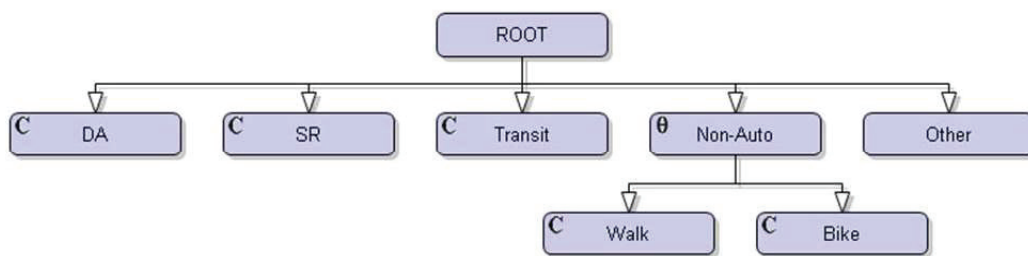 ROOT
C DA
C SR
C Transit
θ Non-Auto
Other
C Walk
C Bike